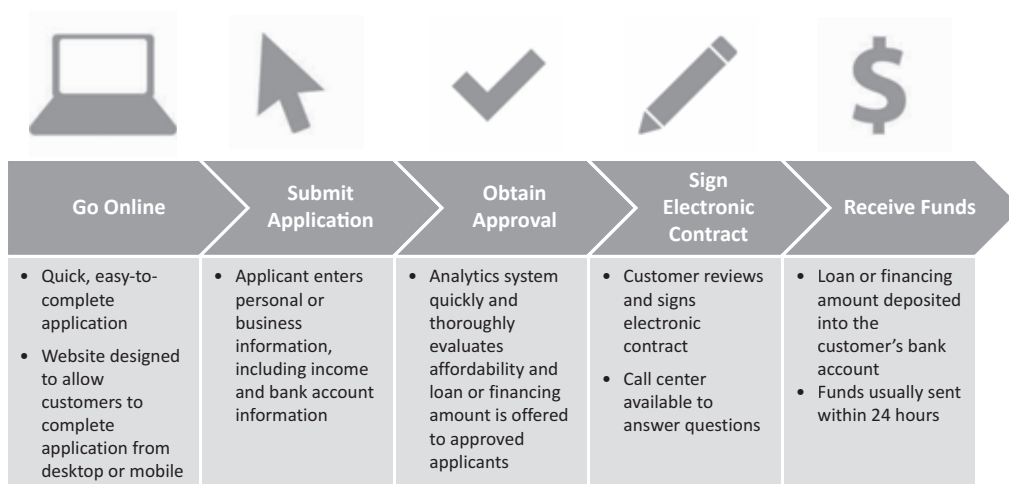 Go Online
Submit
Application
Obtain
Approval
Sign
Electronic
Contract
Receive Funds
• Quick, easy-to-
complete
application
• Website designed
to allow
customers to
complete
application from
desktop or mobile
• Applicant enters
personal or
business
information,
including income
and bank account
information
• Analytics system
quickly and
thoroughly
evaluates
affordability and
loan or financing
amount is offered
to approved
applicants
• Customer reviews
and signs
electronic
contract
• Call center
available to
answer questions
• Loan or financing
amount deposited
into the
customer’s bank
account
• Funds usually sent
within 24 hours